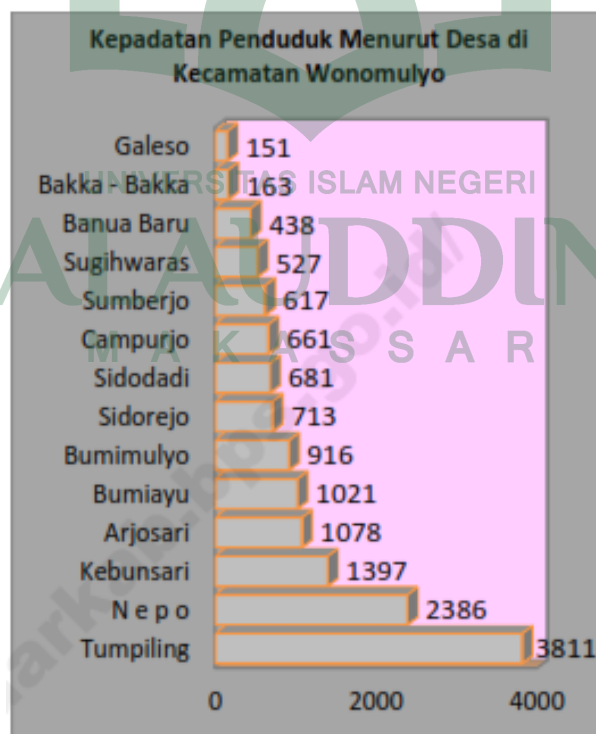 Kepadatan Penduduk Menurut Desa di
Kecamatan Wonomulyo
Galeso 151
UNIVERSITAS ISLAM NEGERI
Bakka - Bakka 163
Banua Baru 438
ALAUDDIN
Sugihwaras 527
Sumberjo 617
Campurjo 661
MAKASSAR
Sidodadi 681
Sidorejo 713
Bumimulyo 916
Bumiayu 1021
Arjosari 1078
Kebunsari 1397
N e p o 2386
Tumpiling 3811
0 2000 4000